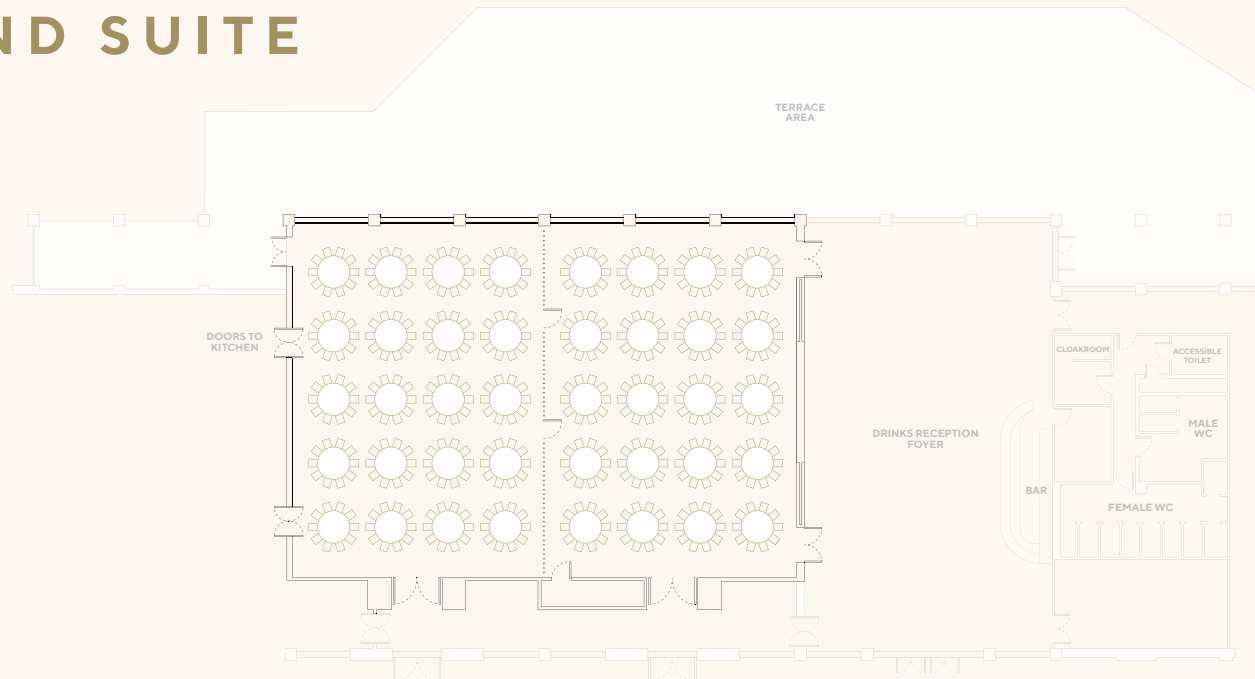 ND SUITE
TERRACE
AREA
DOORS TO
KITCHEN
CLOAKROOM
ACCESSIBLE
TOILET
DRINKS RECEPTION
FOYER
MALE
WC
BAR
FEMALE WC